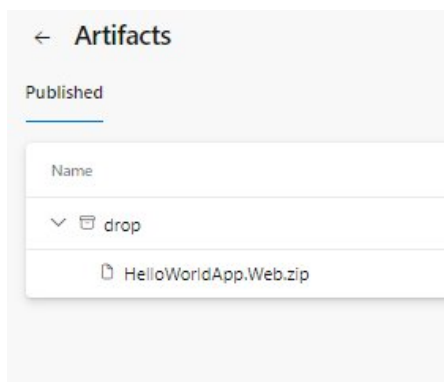 ← Artifacts
Published
Name
drop
HelloWorldApp.Web.zip